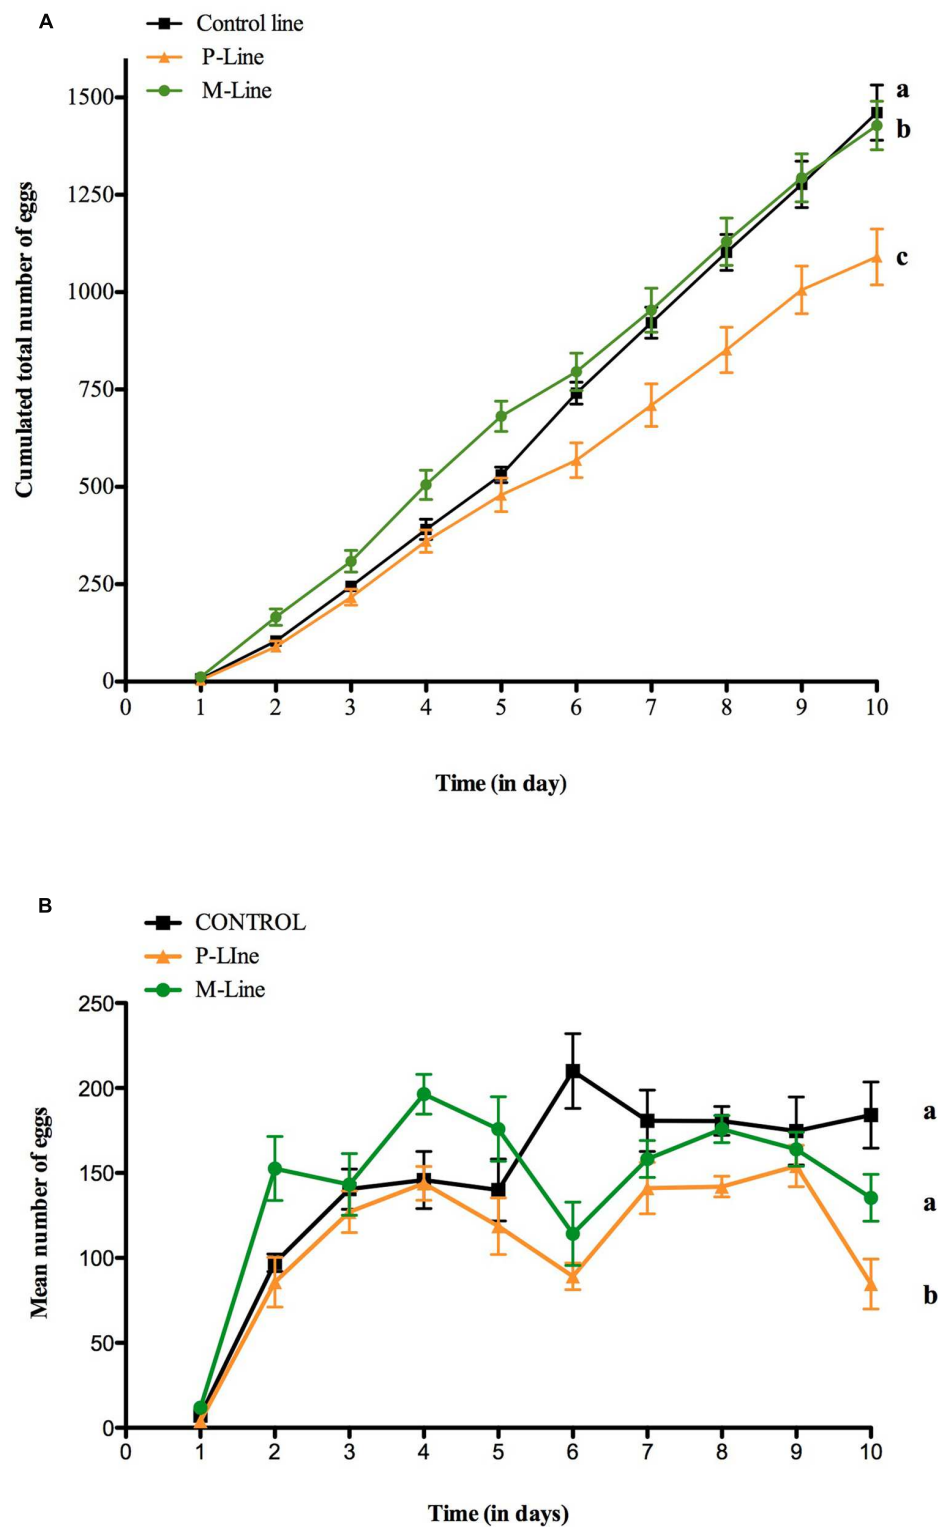 A
Control line
P-Line
M-Line
1500
1250
1000
750
500
250
0
Cumulated total number of eggs
a
b
c
0 1 2 3 4 5 6 7 8 9 10
Time (in day)
B
CONTROL
P-LIne
M-Line
250
200
150
100
50
0
Mean number of eggs
a
a
b
0 1 2 3 4 5 6 7 8 9 10
Time (in days)